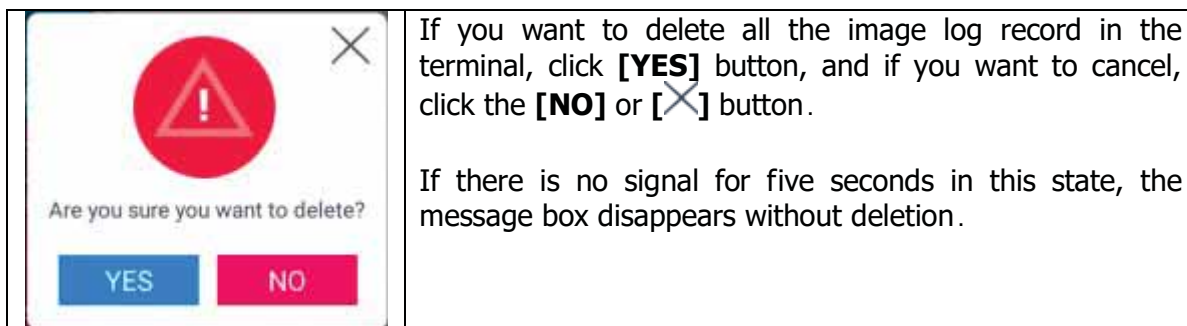 !
Are you sure you want to delete?
YES NO
If you want to delete all the image log record in the
terminal, click [YES] button, and if you want to cancel,
click the [NO] or [╳] button.
If there is no signal for five seconds in this state, the
message box disappears without deletion.